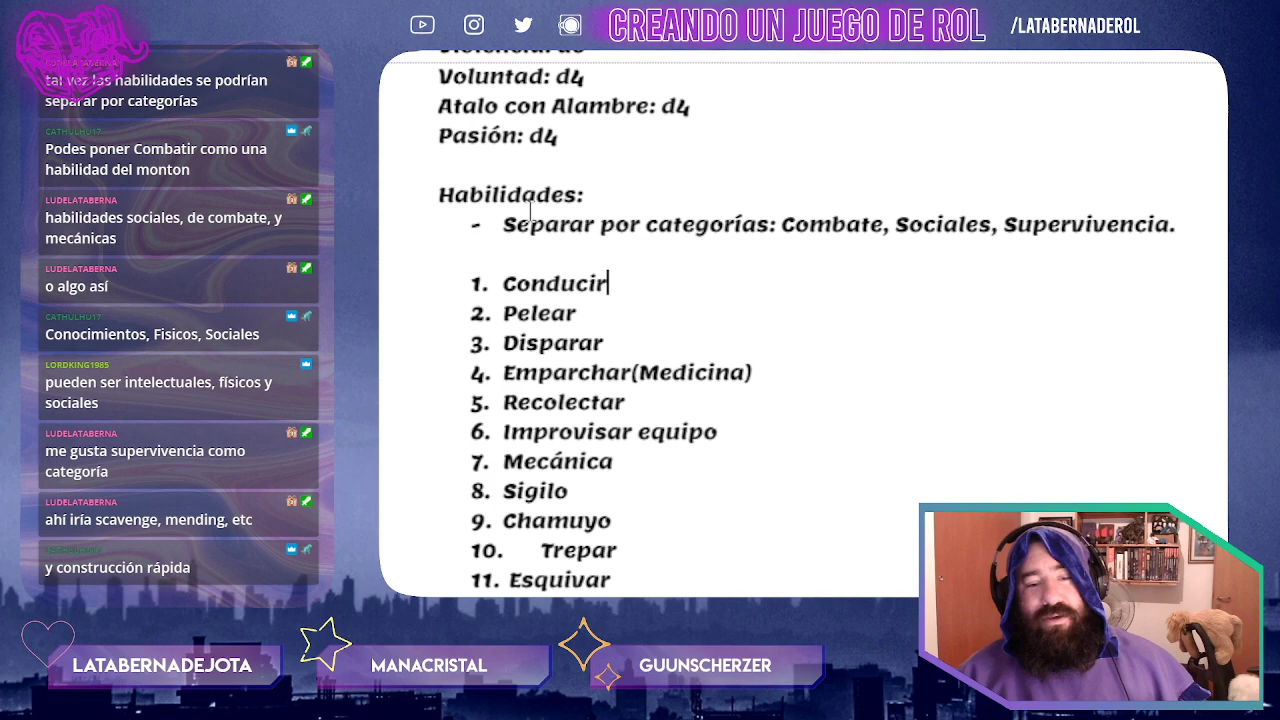 CREANDO UN JUEGO DE ROL
/LATABERNADEROL
LUDELATABERNA
tal vez las habilidades se podrían
separar por categorías
CATHULHU17
Podes poner Combatir como una
habilidad del monton
LUDELATABERNA
habilidades sociales, de combate, y
mecánicas
LUDELATABERNA
o algo así
CATHULHU17
Conocimientos, Fisicos, Sociales
LORDKING1985
pueden ser intelectuales, físicos y
sociales
LUDELATABERNA
me gusta supervivencia como
categoría
LUDELATABERNA
ahí iría scavenge, mending, etc
y construcción rápida
Violencia: d6
Voluntad: d4
Atalo con Alambre: d4
Pasión: d4
Habilidades:
- Separar por categorías: Combate, Sociales, Supervivencia.
1. Conducir
2. Pelear
3. Disparar
4. Emparchar(Medicina)
5. Recolectar
6. Improvisar equipo
7. Mecánica
8. Sigilo
9. Chamuyo
10. Trepar
11. Esquivar
LATABERNADEJOTA
MANACRISTAL
GUUNSCHERZER